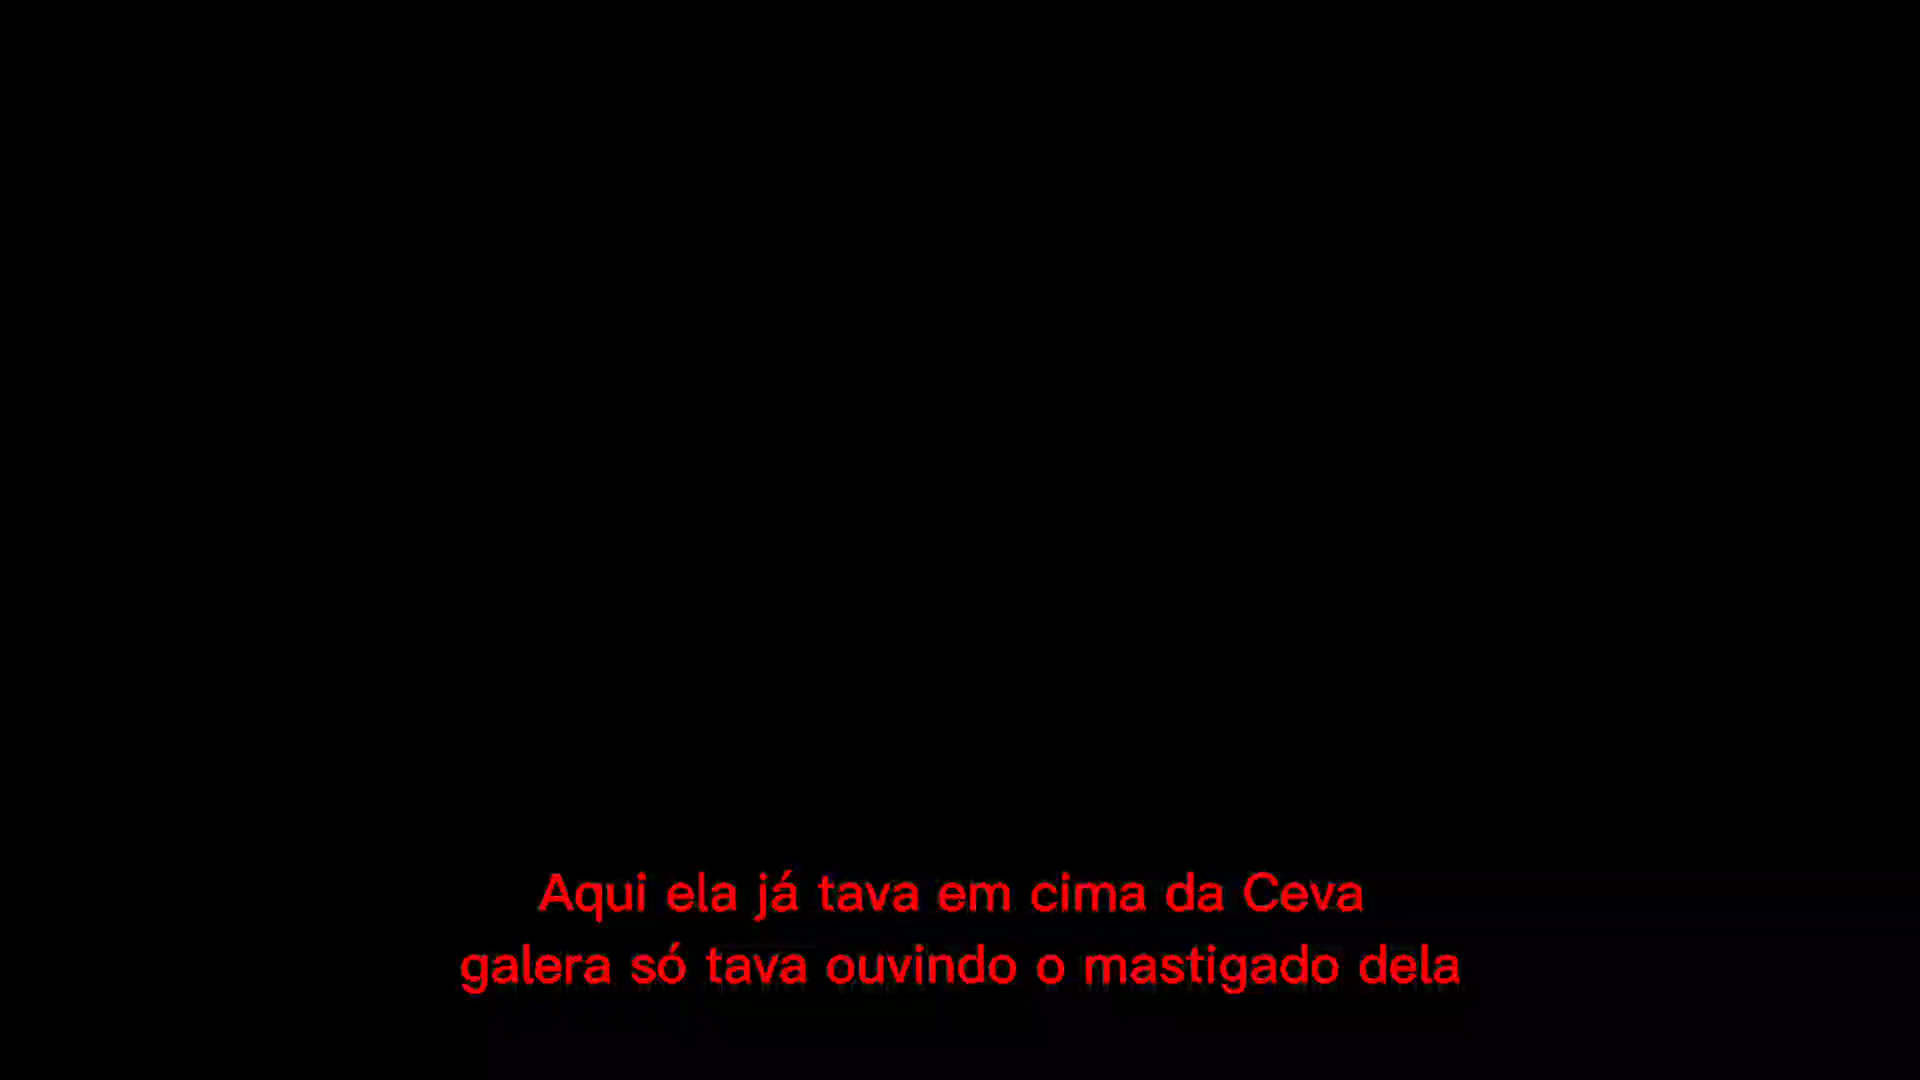 Aqui ela já tava em cima da Ceva
galera só tava ouvindo o mastigado dela